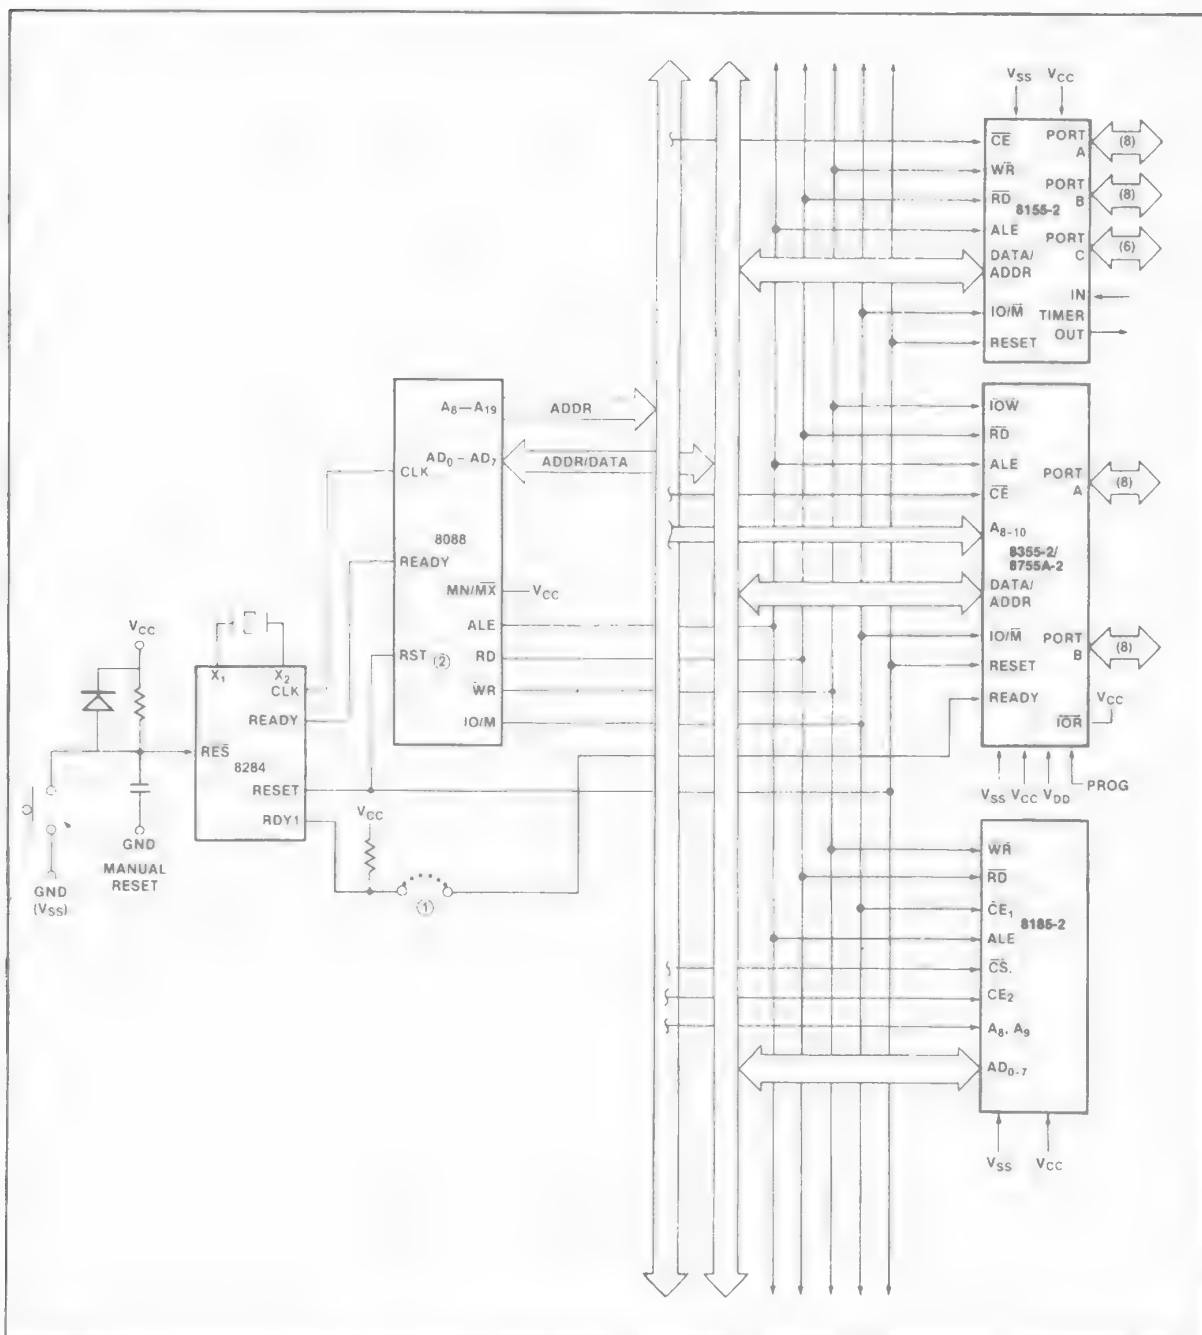 VSS VCC
CE PORT A (8)
WR
RD PORT B (8)
8155-2
ALE PORT C (6)
DATA/ADDR
IN
IO/M TIMER
OUT
RESET
A8—A19 ADDR
AD0 – AD7 ADDR/DATA
CLK
8088
READY
MN/MX VCC
ALE
RST (2) RD
WR
IO/M
IOW
RD
ALE
PORT A (8)
CE
A8-10
8355-2/
8755A-2
DATA/ADDR
IO/M PORT B (8)
RESET
READY
IOR VCC
VSS VCC VDD PROG
VCC
X1 X2
CLK
READY
RES
8284
RESET
RDY1
VCC
(1)
GND
MANUAL
RESET
GND
(VSS)
WR
RD
CE1
8185-2
ALE
CS.
CE2
A8, A9
AD0-7
VSS VCC